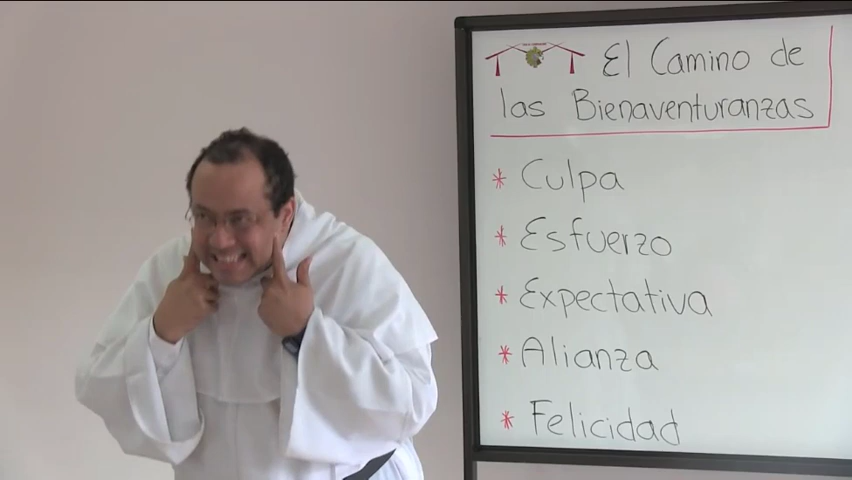 El Camino de
las Bienaventuranzas
* Culpa
* Esfuerzo
* Expectativa
* Alianza
* Felicidad